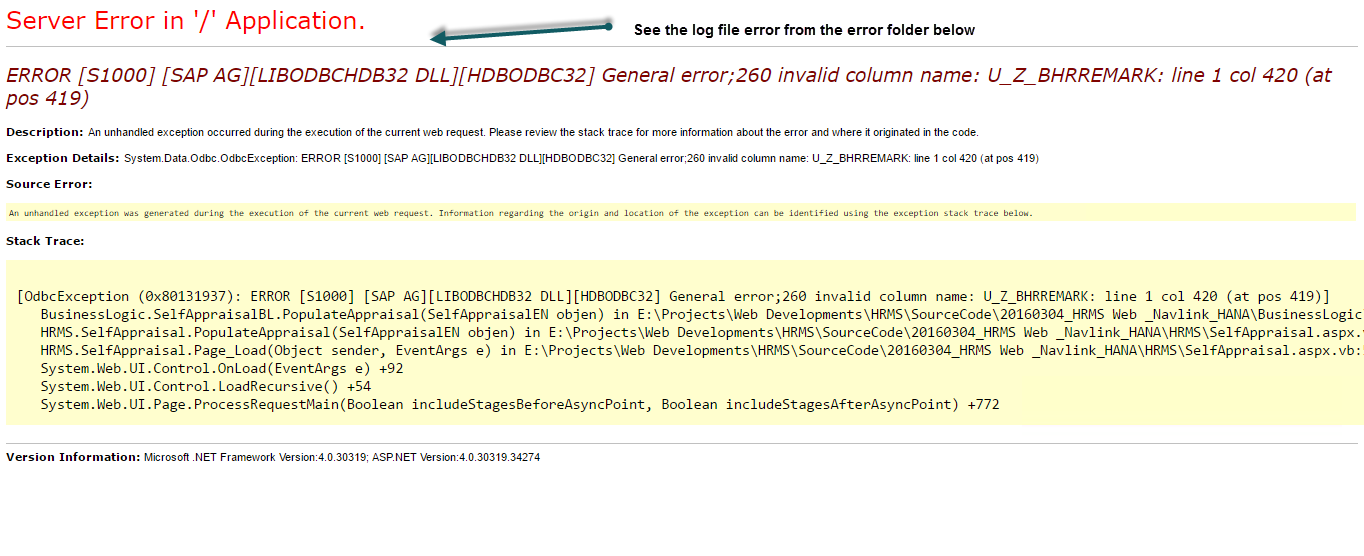 Server Error in '/' Application.
See the log file error from the error folder below
ERROR [S1000] [SAP AG][LIBODBCHDB32 DLL][HDBODBC32] General error;260 invalid column name: U_Z_BHRREMARK: line 1 col 420 (at
pos 419)
Description: An unhandled exception occurred during the execution of the current web request. Please review the stack trace for more information about the error and where it originated in the code.
Exception Details: System.Data.Odbc.OdbcException: ERROR [S1000] [SAP AG][LIBODBCHDB32 DLL][HDBODBC32] General error;260 invalid column name: U_Z_BHRREMARK: line 1 col 420 (at pos 419)
Source Error:
An unhandled exception was generated during the execution of the current web request. Information regarding the origin and location of the exception can be identified using the exception stack trace below.
Stack Trace:
[OdbcException (0x80131937): ERROR [S1000] [SAP AG][LIBODBCHDB32 DLL][HDBODBC32] General error;260 invalid column name: U_Z_BHRREMARK: line 1 col 420 (at pos 419)]
BusinessLogic.SelfAppraisalBL.PopulateAppraisal(SelfAppraisalEN objen) in E:\Projects\Web Developments\HRMS\SourceCode\20160304_HRMS Web _Navlink_HANA\BusinessLogic
HRMS.SelfAppraisal.PopulateAppraisal(SelfAppraisalEN objen) in E:\Projects\Web Developments\HRMS\SourceCode\20160304_HRMS Web _Navlink_HANA\HRMS\SelfAppraisal.aspx.v
HRMS.SelfAppraisal.Page_Load(Object sender, EventArgs e) in E:\Projects\Web Developments\HRMS\SourceCode\20160304_HRMS Web _Navlink_HANA\HRMS\SelfAppraisal.aspx.vb:
System.Web.UI.Control.OnLoad(EventArgs e) +92
System.Web.UI.Control.LoadRecursive() +54
System.Web.UI.Page.ProcessRequestMain(Boolean includeStagesBeforeAsyncPoint, Boolean includeStagesAfterAsyncPoint) +772
Version Information: Microsoft .NET Framework Version:4.0.30319; ASP.NET Version:4.0.30319.34274